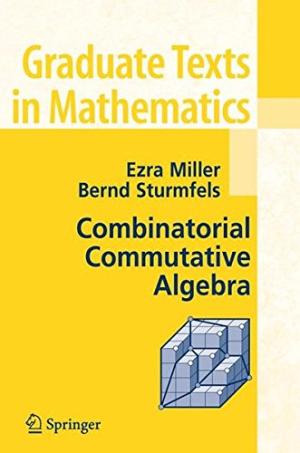 Graduate Texts
in Mathematics
Ezra Miller
Bernd Sturmfels
Combinatorial
Commutative
Algebra
Springer